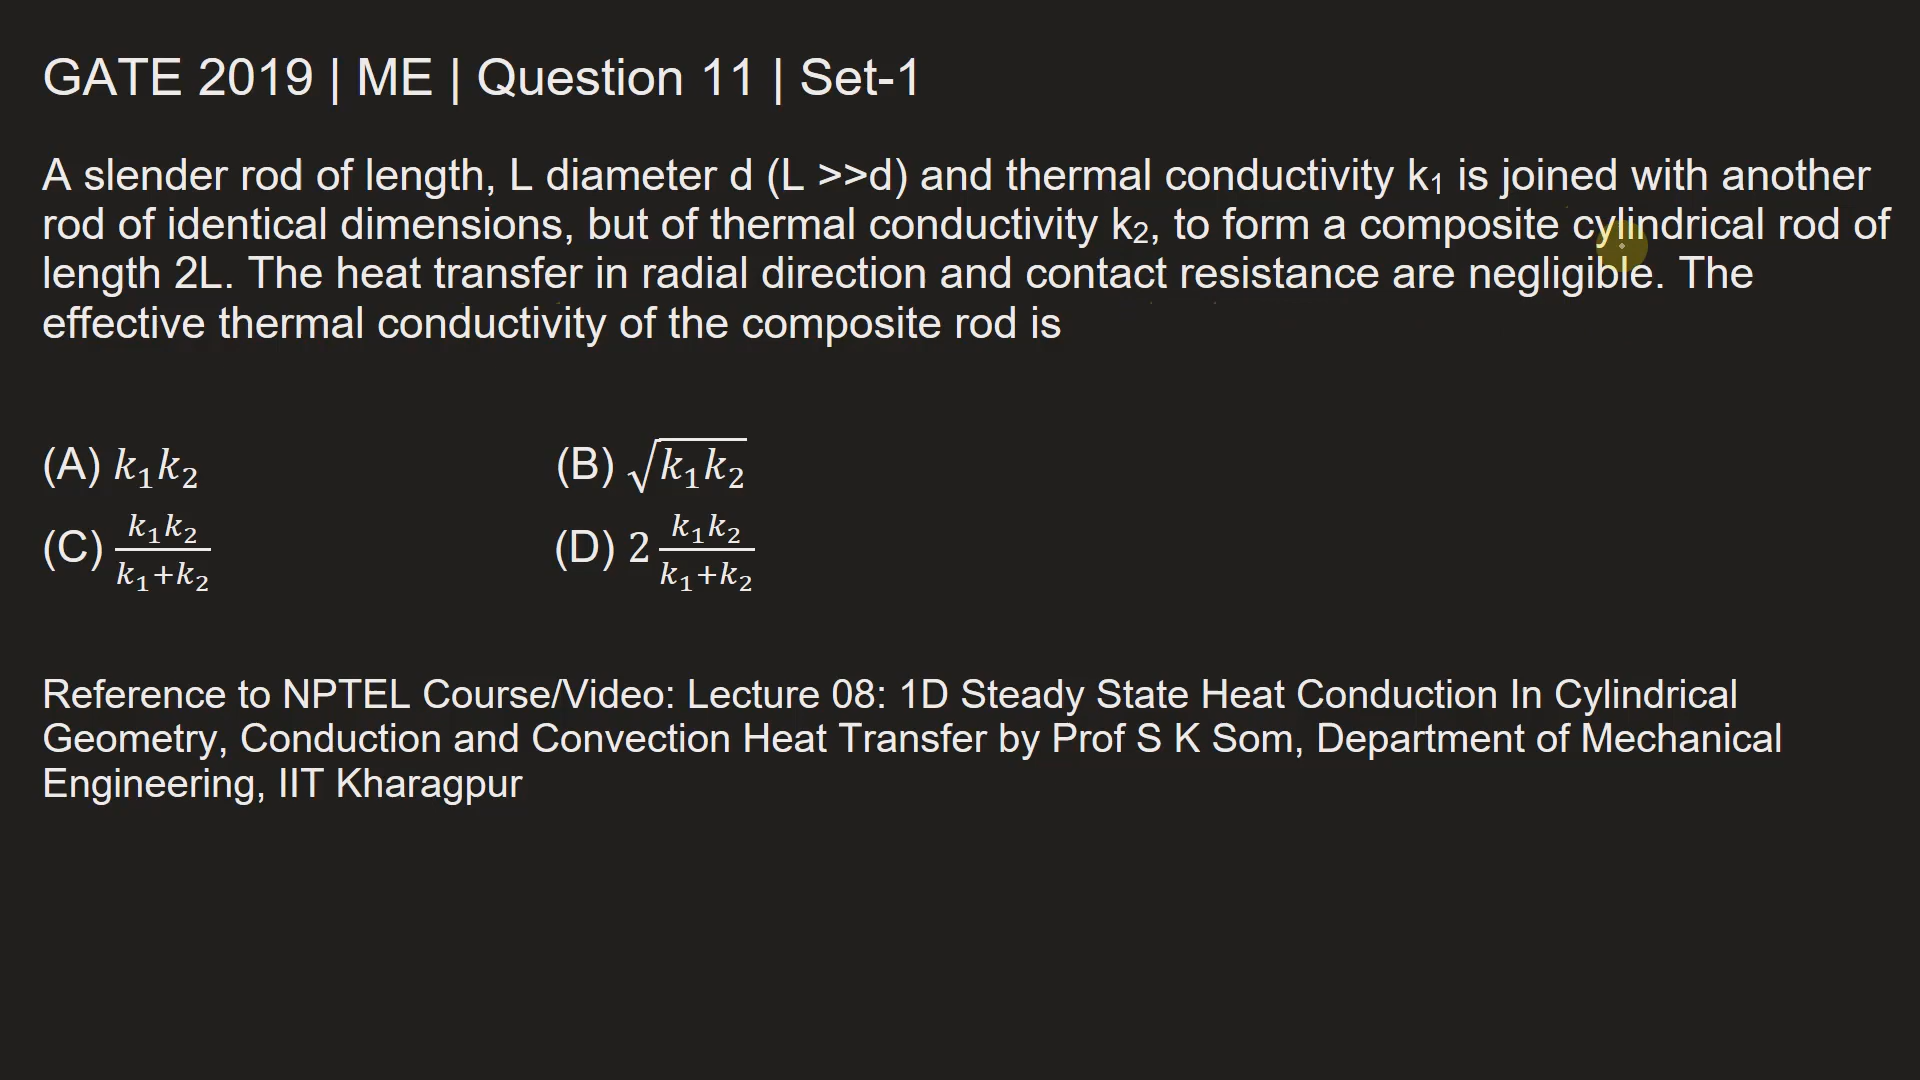 GATE 2019 | ME | Question 11 | Set-1
A slender rod of length, L diameter d (L >>d) and thermal conductivity k₁ is joined with another
rod of identical dimensions, but of thermal conductivity k₂, to form a composite cylindrical rod of
length 2L. The heat transfer in radial direction and contact resistance are negligible. The
effective thermal conductivity of the composite rod is
(A) k₁k₂ (B) √(k₁k₂)
(C) k₁k₂/(k₁+k₂) (D) 2 k₁k₂/(k₁+k₂)
Reference to NPTEL Course/Video: Lecture 08: 1D Steady State Heat Conduction In Cylindrical
Geometry, Conduction and Convection Heat Transfer by Prof S K Som, Department of Mechanical
Engineering, IIT Kharagpur